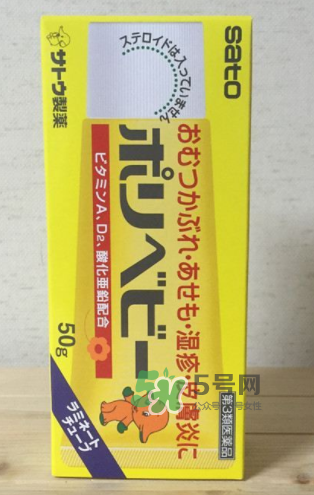 sato
サトウ製薬
ステロイドは入っていません
おむつかぶれ・あせも・湿疹・皮膚炎に
ポリベビー
ビタミンA、D₂、酸化亜鉛配合
50g
ラミネートチューブ
第3類医薬品
5号网